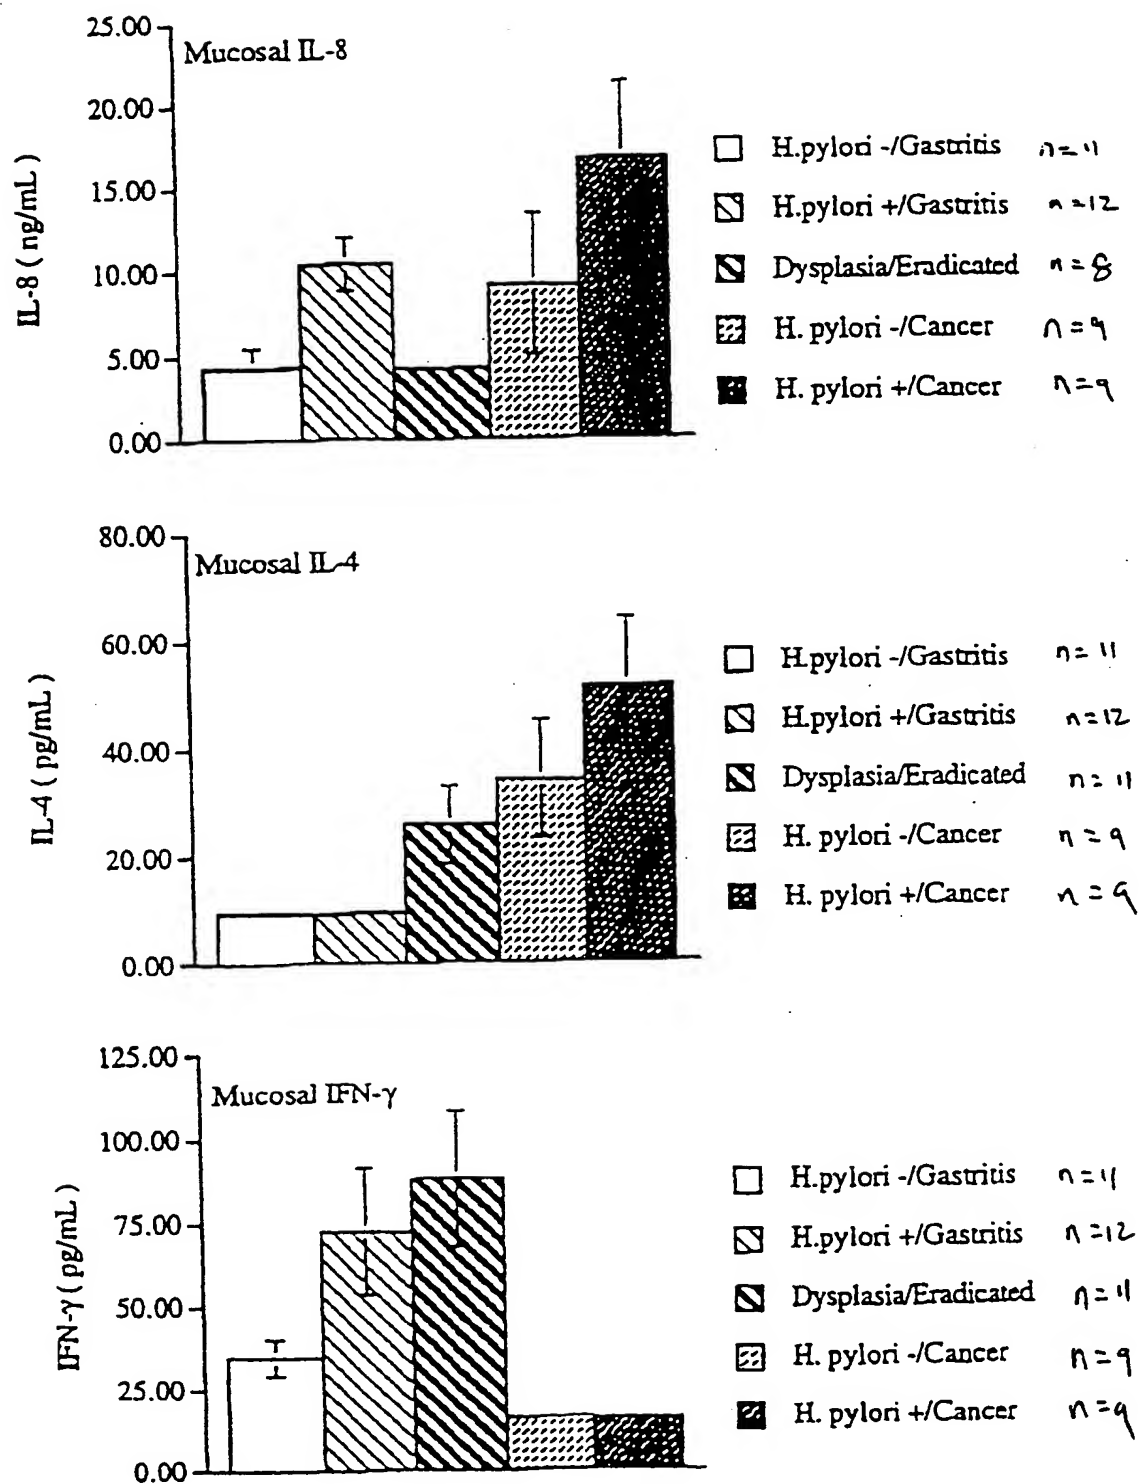 25.00
Mucosal IL-8
20.00
15.00
10.00
5.00
0.00
IL-8 ( ng/mL )
H.pylori -/Gastritis n=11
H.pylori +/Gastritis n=12
Dysplasia/Eradicated n=8
H. pylori -/Cancer n=9
H. pylori +/Cancer n=9
80.00
Mucosal IL-4
60.00
40.00
20.00
0.00
IL-4 ( pg/mL )
H.pylori -/Gastritis n=11
H.pylori +/Gastritis n=12
Dysplasia/Eradicated n=11
H. pylori -/Cancer n=9
H. pylori +/Cancer n=9
125.00
Mucosal IFN-γ
100.00
75.00
50.00
25.00
0.00
IFN-γ ( pg/mL )
H.pylori -/Gastritis n=11
H.pylori +/Gastritis n=12
Dysplasia/Eradicated n=11
H. pylori -/Cancer n=9
H. pylori +/Cancer n=9